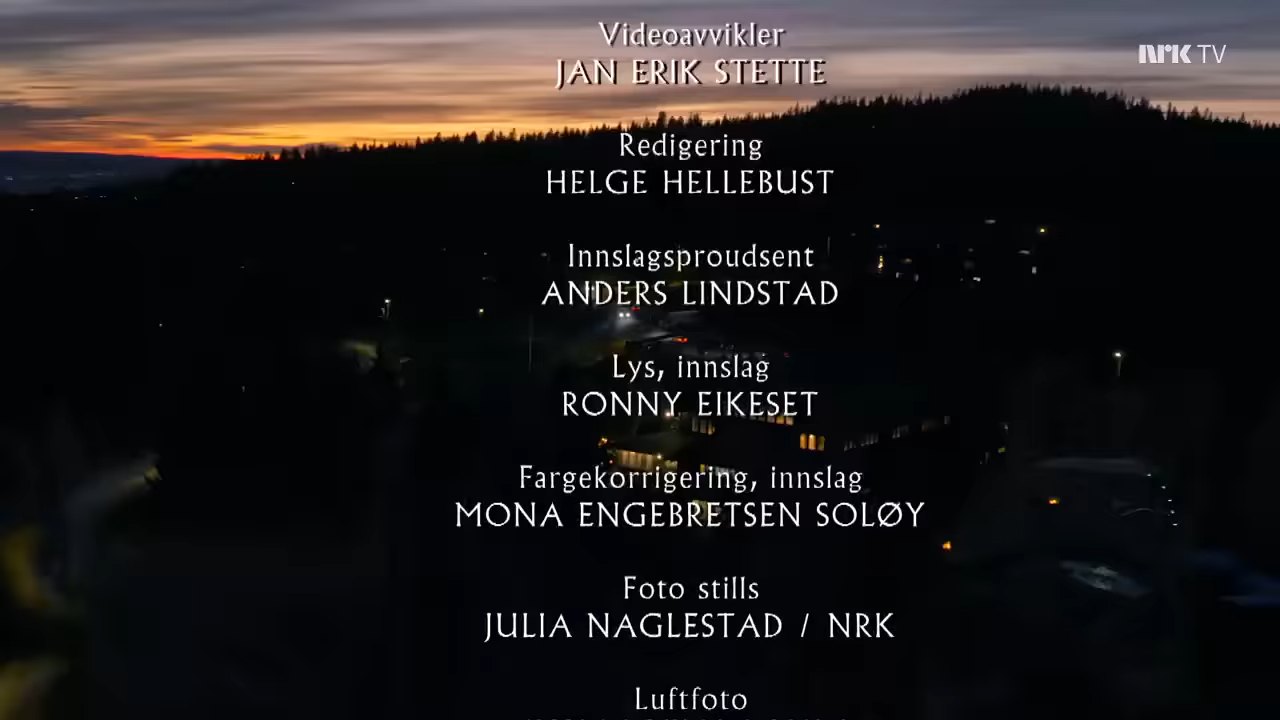 Videoavvikler
nrk TV
JAN ERIK STETTE
Redigering
HELGE HELLEBUST
Innslagsproudsent
ANDERS LINDSTAD
Lys, innslag
RONNY EIKESET
Fargekorrigering, innslag
MONA ENGEBRETSEN SOLØY
Foto stills
JULIA NAGLESTAD / NRK
Luftfoto